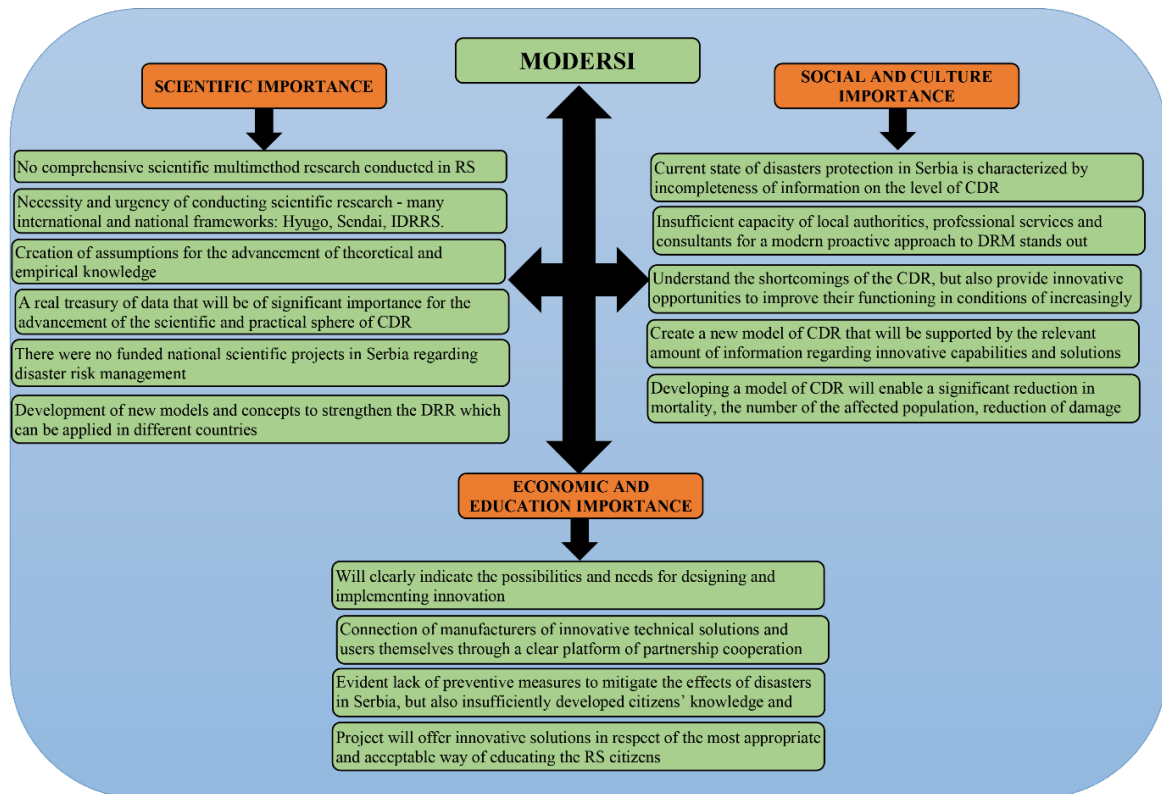 MODERSI
SCIENTIFIC IMPORTANCE
No comprehensive scientific multimethod research conducted in RS
Necessity and urgency of conducting scientific research - many
international and national frameworks: Hyugo, Sendai, IDRRS.
Creation of assumptions for the advancement of theoretical and
empirical knowledge
A real treasury of data that will be of significant importance for the
advancement of the scientific and practical sphere of CDR
There were no funded national scientific projects in Serbia regarding
disaster risk management
Development of new models and concepts to strengthen the DRR which
can be applied in different countries
SOCIAL AND CULTURE
IMPORTANCE
Current state of disasters protection in Serbia is characterized by
incompleteness of information on the level of CDR
Insufficient capacity of local authorities, professional services and
consultants for a modern proactive approach to DRM stands out
Understand the shortcomings of the CDR, but also provide innovative
opportunities to improve their functioning in conditions of increasingly
Create a new model of CDR that will be supported by the relevant
amount of information regarding innovative capabilities and solutions
Developing a model of CDR will enable a significant reduction in
mortality, the number of the affected population, reduction of damage
ECONOMIC AND
EDUCATION IMPORTANCE
Will clearly indicate the possibilities and needs for designing and
implementing innovation
Connection of manufacturers of innovative technical solutions and
users themselves through a clear platform of partnership cooperation
Evident lack of preventive measures to mitigate the effects of disasters
in Serbia, but also insufficiently developed citizens’ knowledge and
Project will offer innovative solutions in respect of the most appropriate
and acceptable way of educating the RS citizens